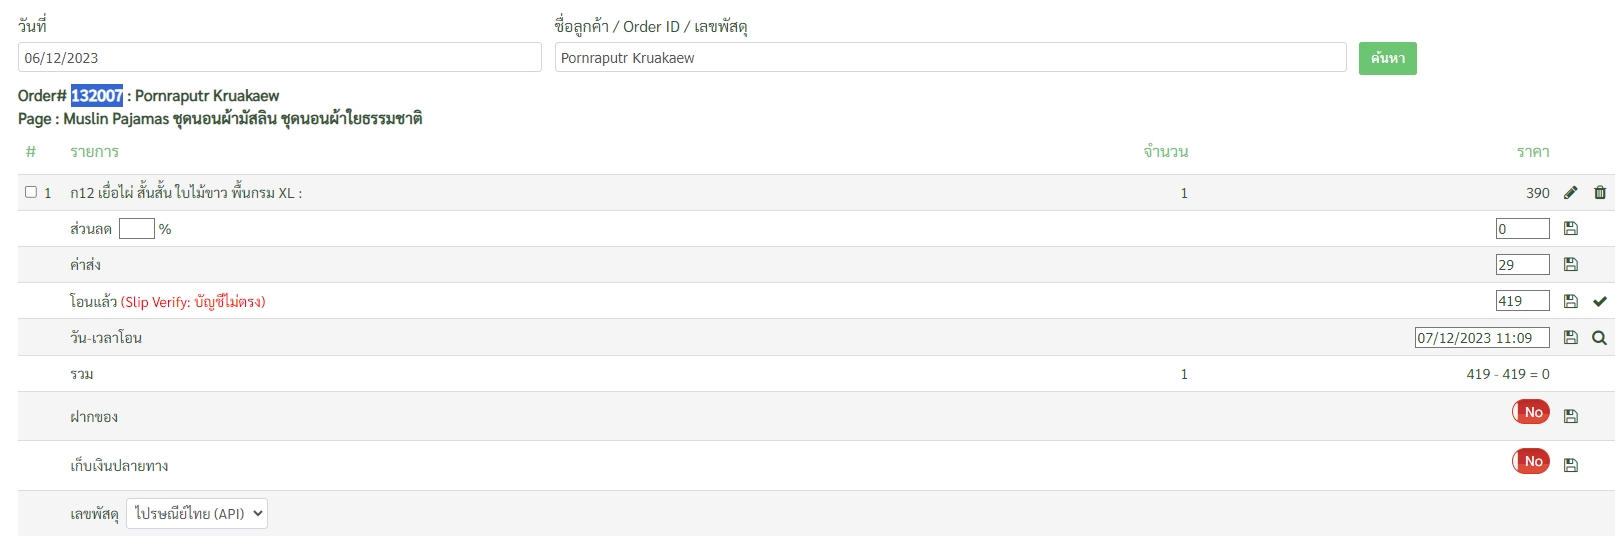 วันที่ ชื่อลูกค้า / Order ID / เลขพัสดุ
06/12/2023 Pornraputr Kruakaew ค้นหา
Order# 132007 : Pornraputr Kruakaew
Page : Muslin Pajamas ชุดนอนผ้ามัสลิน ชุดนอนผ้าใยธรรมชาติ
# รายการ จำนวน ราคา
1 ก12 เยื่อไผ่ สั้นสั้น ใบไม้ขาว พื้นกรม XL : 1 390
ส่วนลด % 0
ค่าส่ง 29
โอนแล้ว (Slip Verify: บัญชีไม่ตรง) 419
วัน-เวลาโอน 07/12/2023 11:09
รวม 1 419 - 419 = 0
ฝากของ No
เก็บเงินปลายทาง No
เลขพัสดุ ไปรษณีย์ไทย (API)